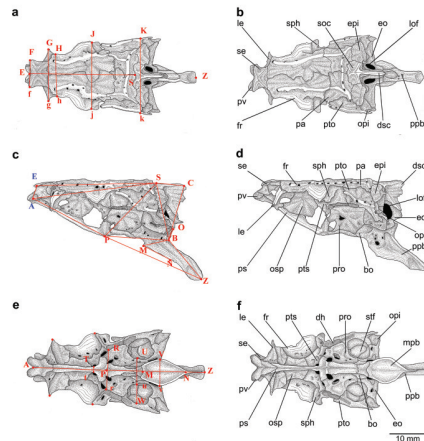 a
F G H J K
E S Z
f g h j k
b
le sph soc epi eo lof
se
pv
fr pa pto opi dsc ppb
c
E S C
A
O
P B
M
N
Z
d
se fr sph pto pa epi dsc
pv lof
eo
op
ppb
le
ps osp pts pro bo
e
R U
A P M N Z
f
le fr pts dh pro stf opi
se mpb
pv
ppb
ps osp sph pto bo eo
10 mm